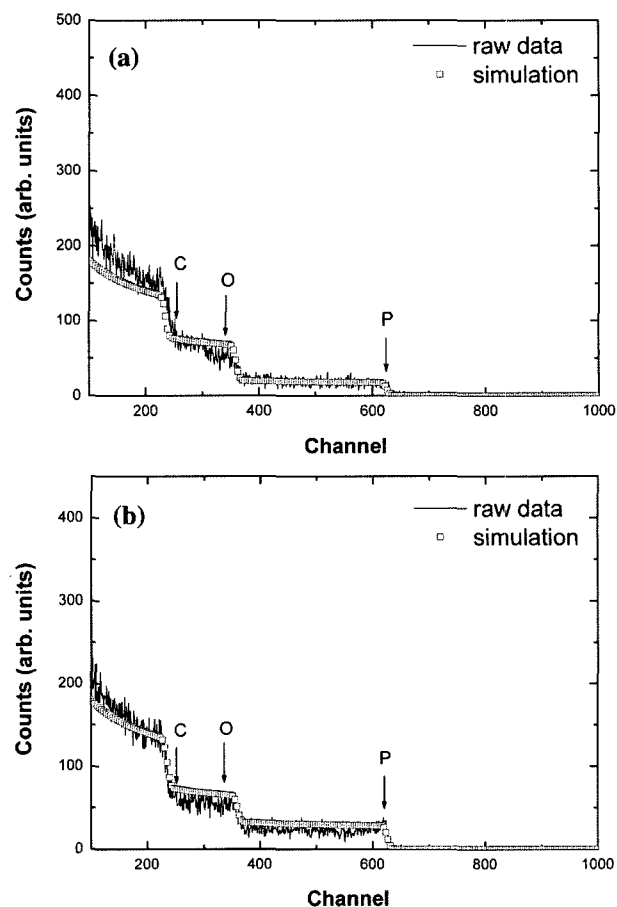 500
400
300
200
100
0
Counts (arb. units)
(a)
raw data
simulation
C
O
P
200
400
600
800
1000
Channel
400
300
200
100
0
Counts (arb. units)
(b)
raw data
simulation
C
O
P
200
400
600
800
1000
Channel